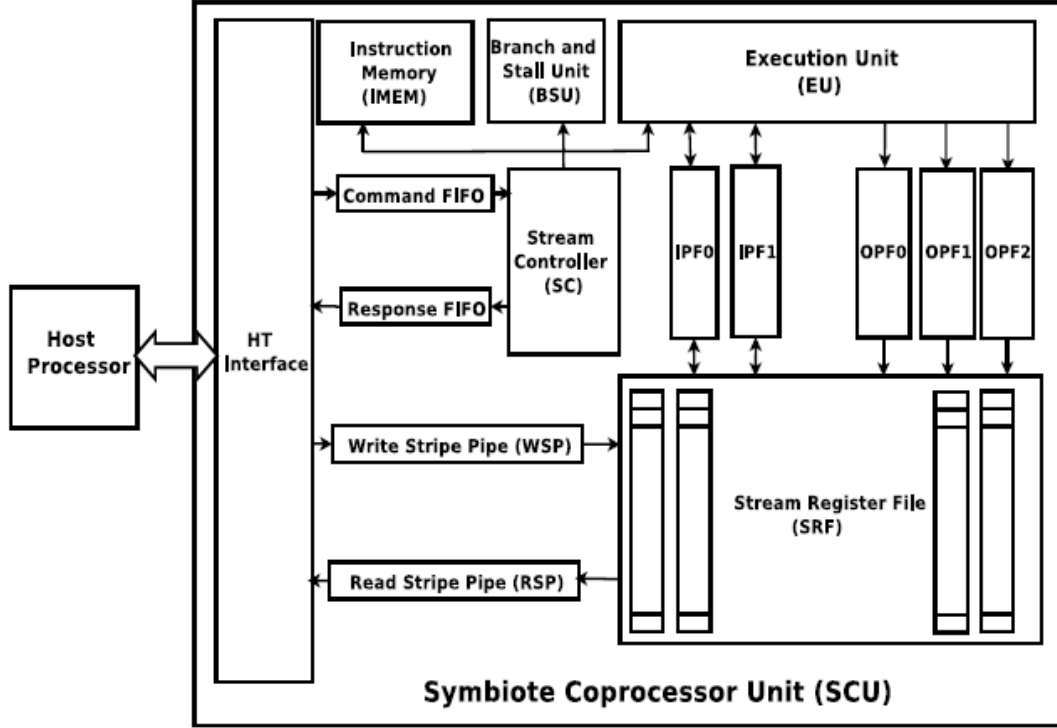 Instruction
Memory
(IMEM)
Branch and
Stall Unit
(BSU)
Execution Unit
(EU)
Command FIFO
Stream
Controller
(SC)
IPF0
IPF1
OPF0
OPF1
OPF2
Response FIFO
Host
Processor
HT
Interface
Write Stripe Pipe (WSP)
Stream Register File
(SRF)
Read Stripe Pipe (RSP)
Symbiote Coprocessor Unit (SCU)